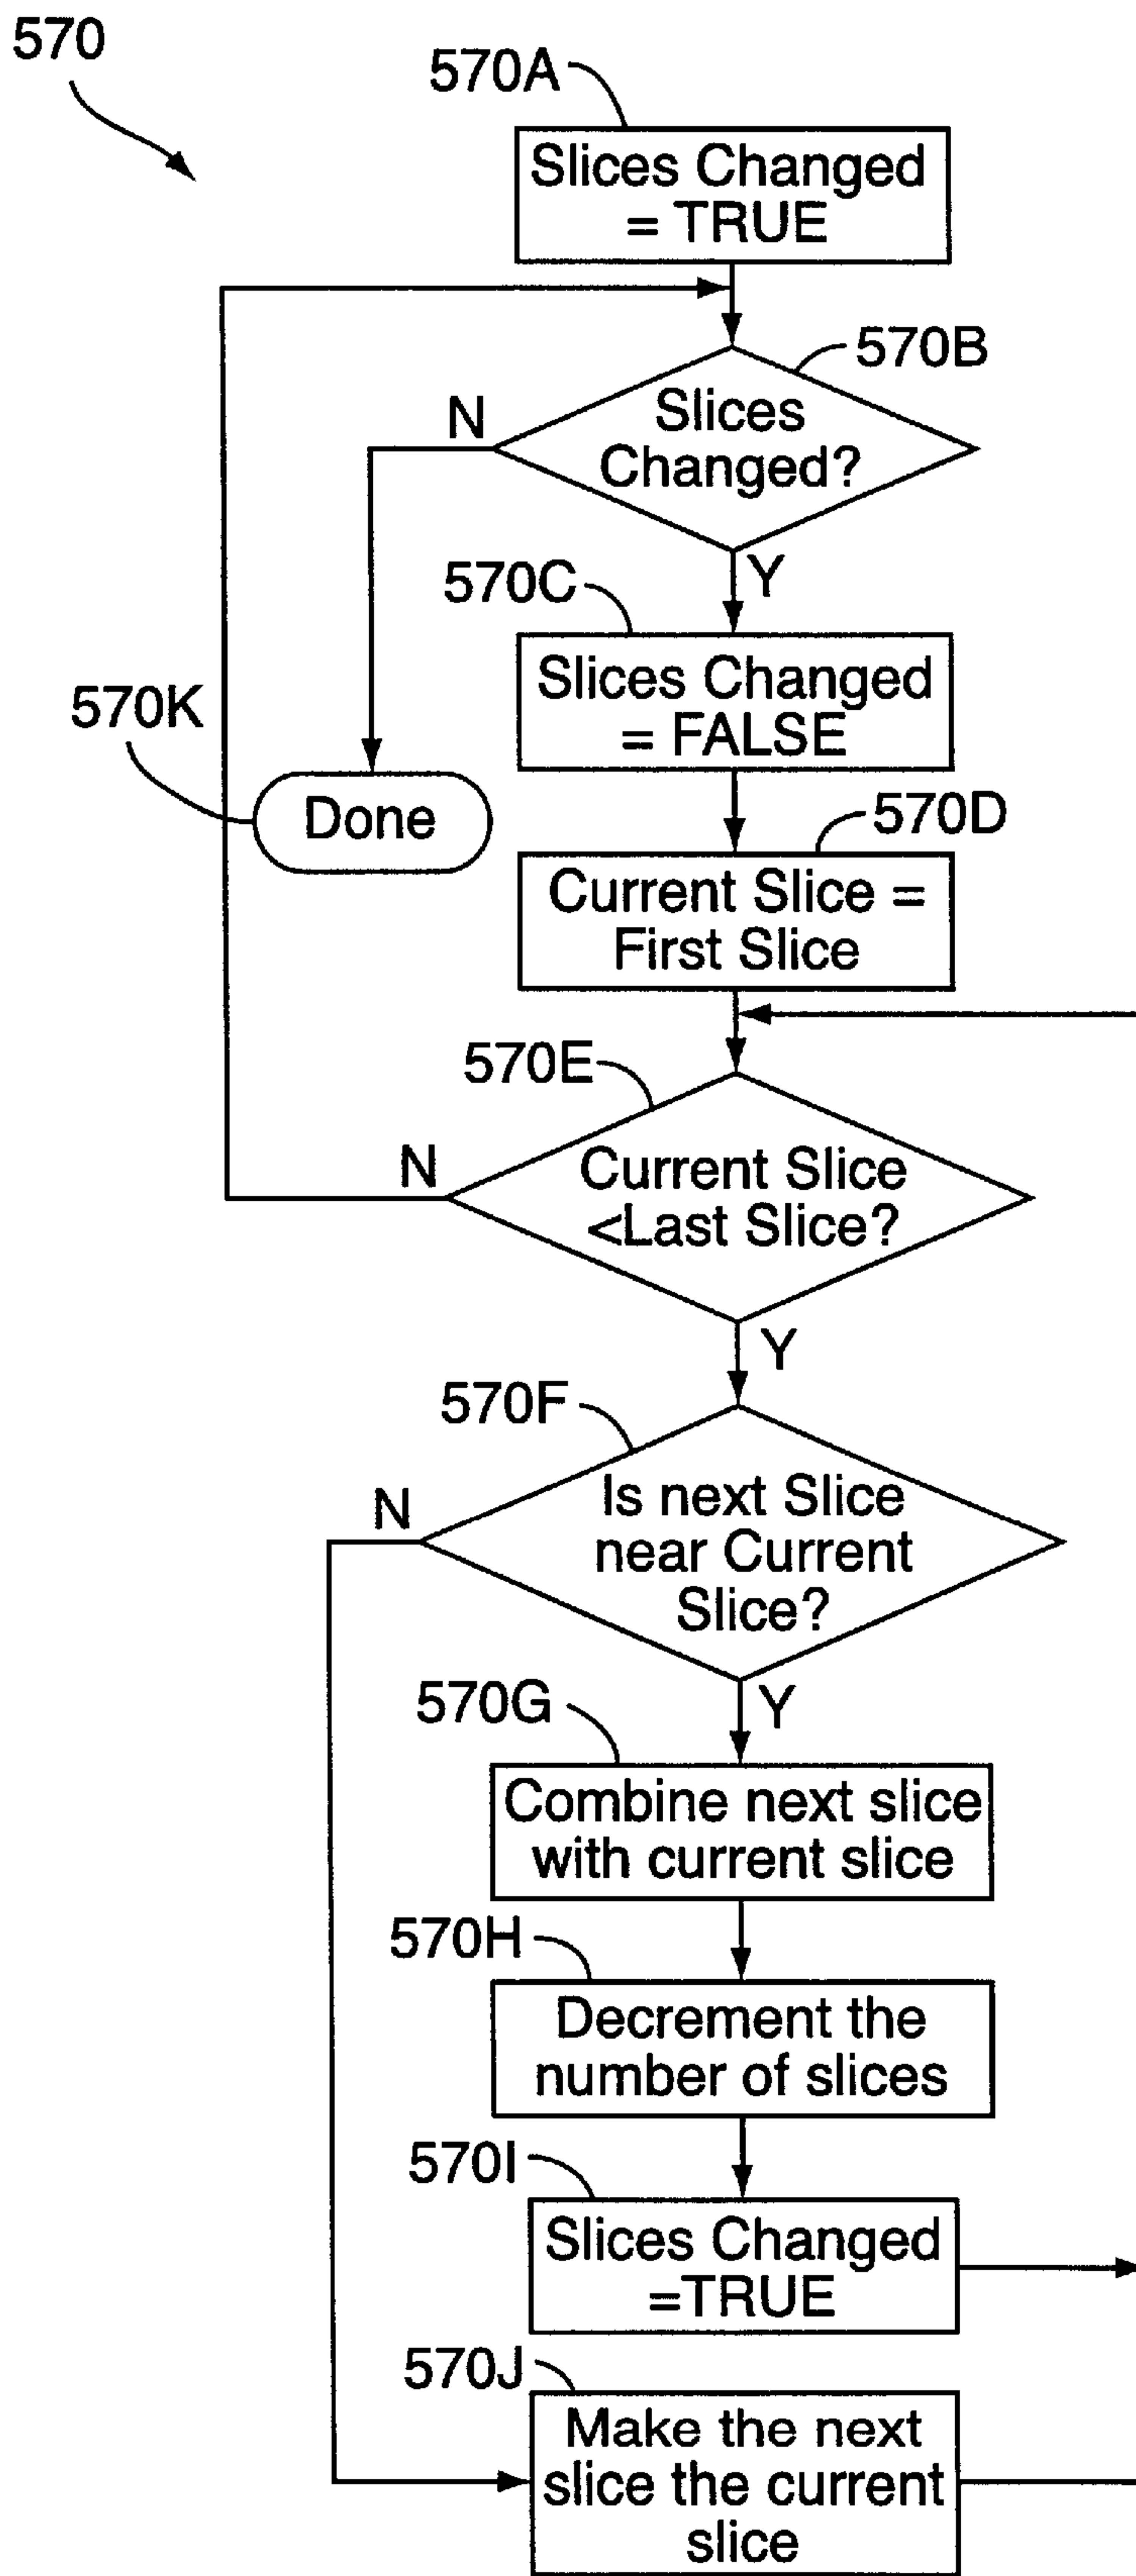 570
570A
Slices Changed
= TRUE
570B
Slices
Changed?
N
Y
570C
Slices Changed
= FALSE
570K
Done
570D
Current Slice =
First Slice
570E
Current Slice
<Last Slice?
N
Y
570F
Is next Slice
near Current
Slice?
N
Y
570G
Combine next slice
with current slice
570H
Decrement the
number of slices
570I
Slices Changed
=TRUE
570J
Make the next
slice the current
slice